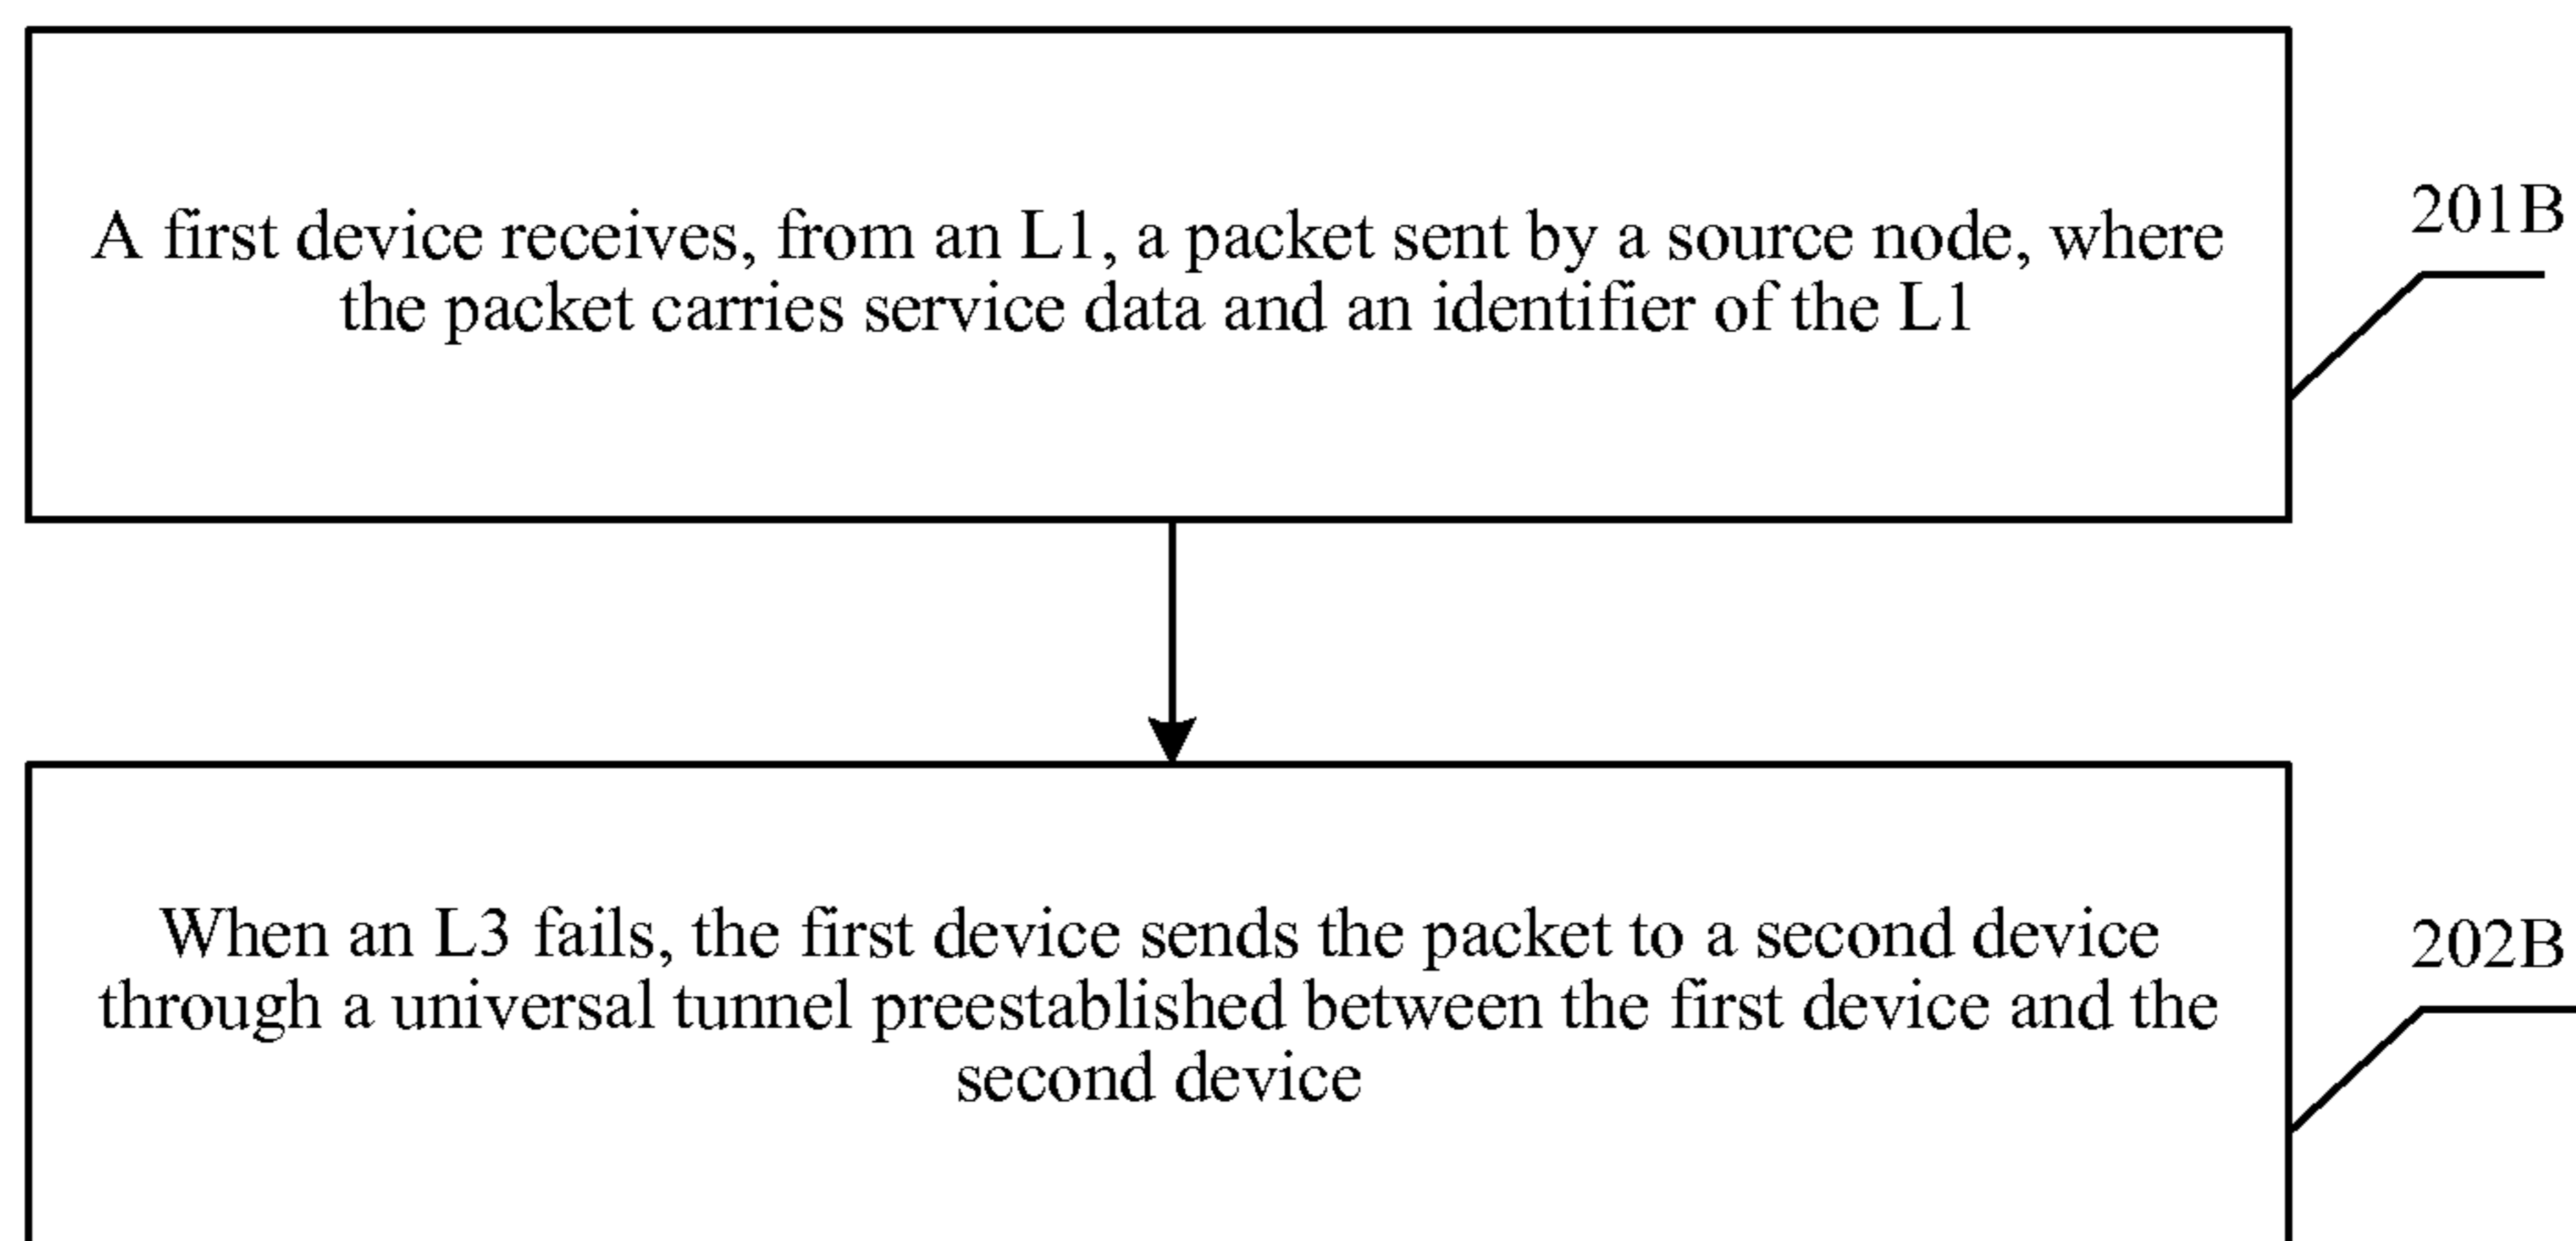 A first device receives, from an L1, a packet sent by a source node, where
the packet carries service data and an identifier of the L1
201B
When an L3 fails, the first device sends the packet to a second device
through a universal tunnel preestablished between the first device and the
second device
202B